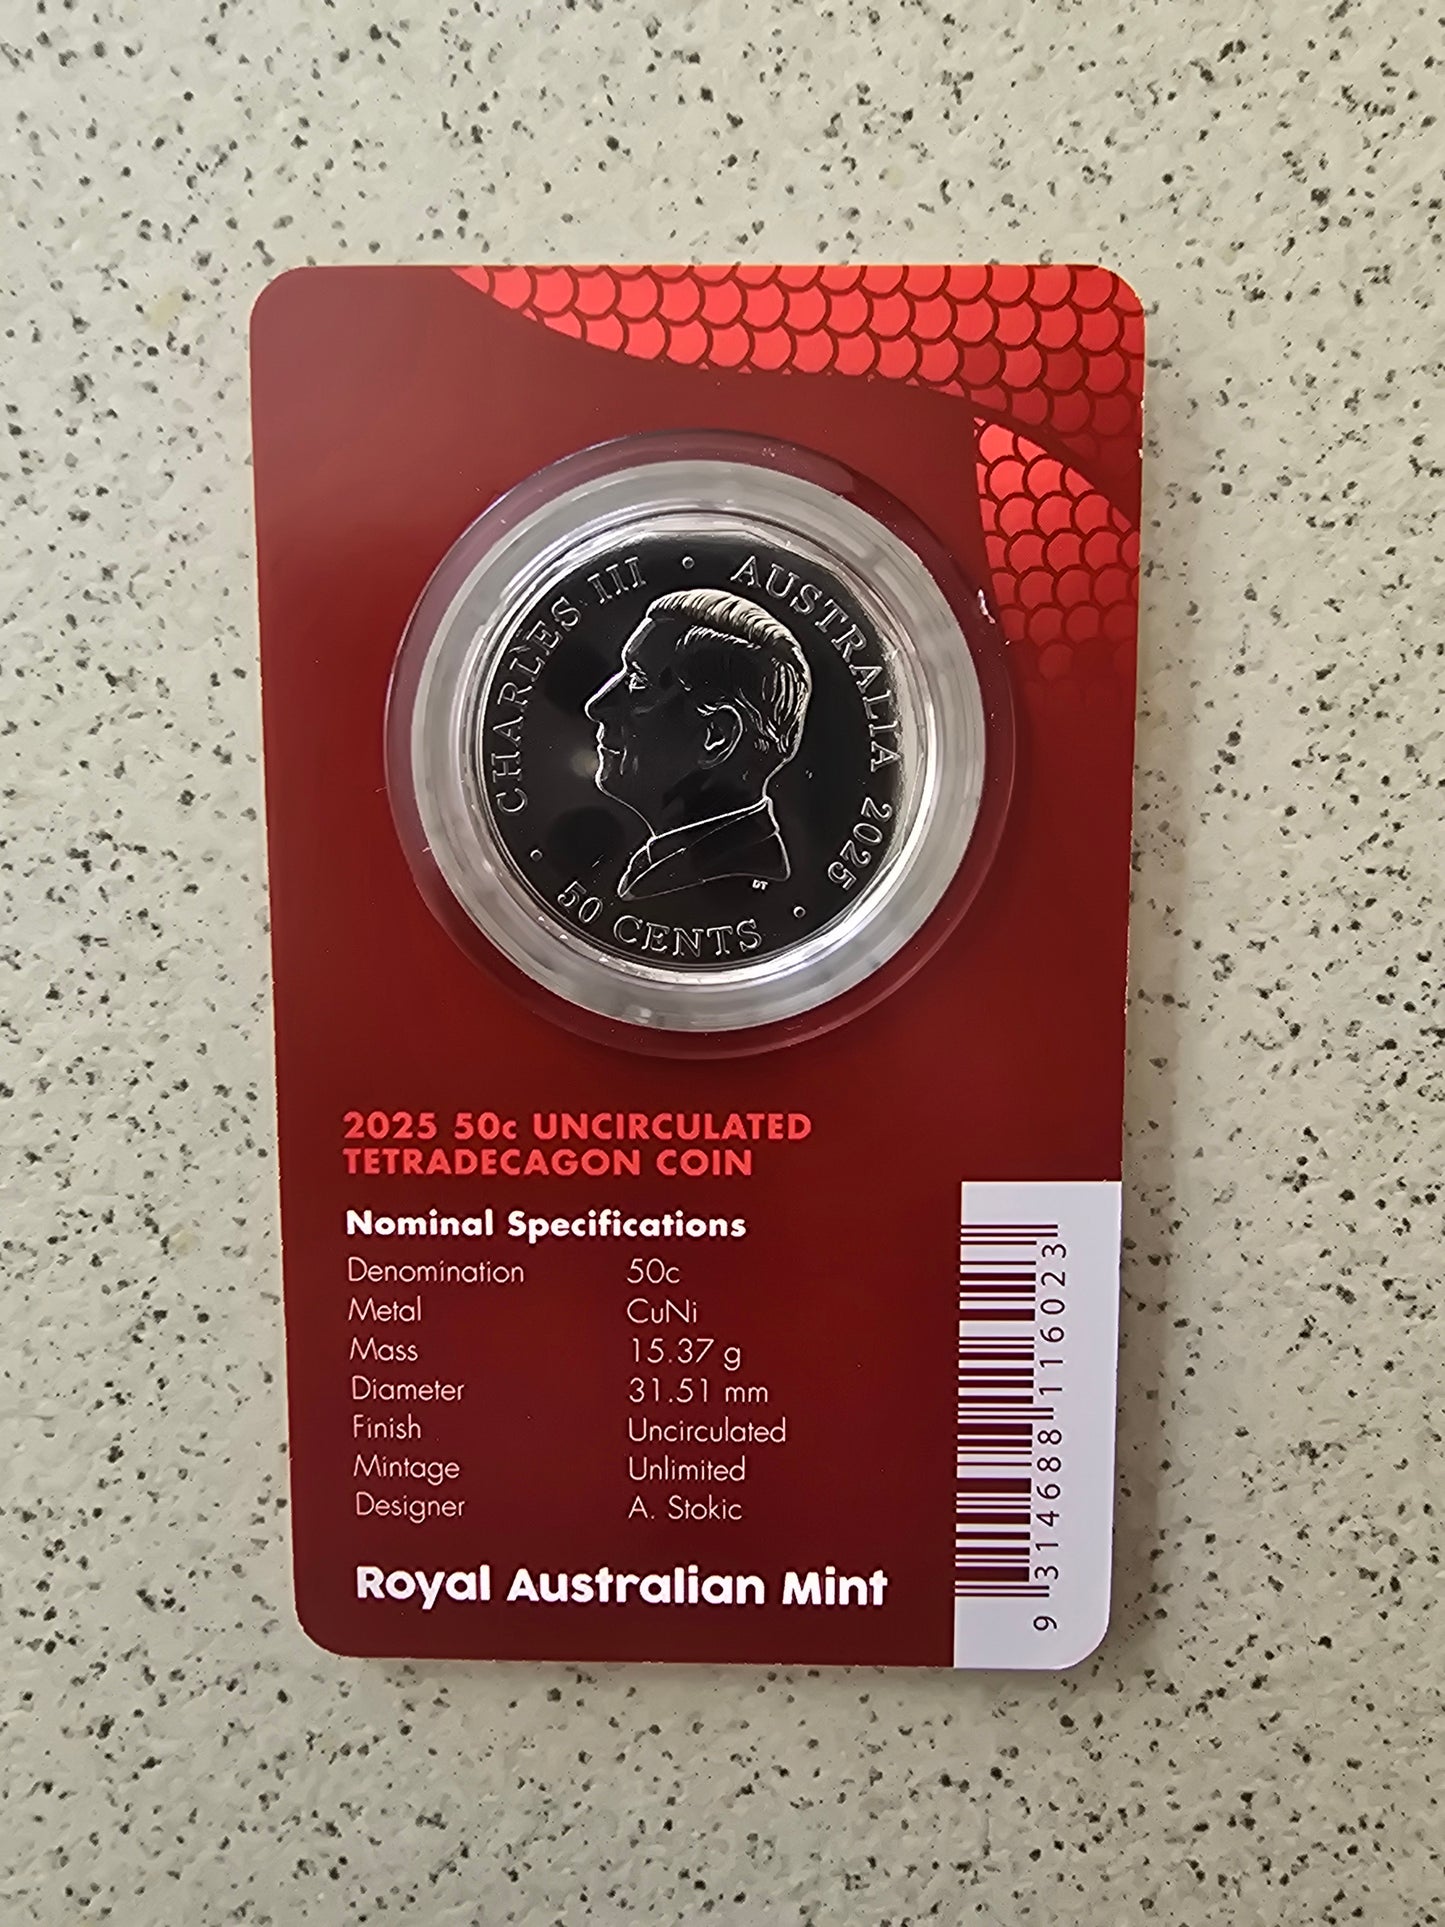 CHARLES III • AUSTRALIA 2025
• 50 CENTS •
DT
2025 50c UNCIRCULATED
TETRADECAGON COIN
Nominal Specifications
Denomination 50c
Metal CuNi
Mass 15.37 g
Diameter 31.51 mm
Finish Uncirculated
Mintage Unlimited
Designer A. Stokic
Royal Australian Mint
9 314688 116023